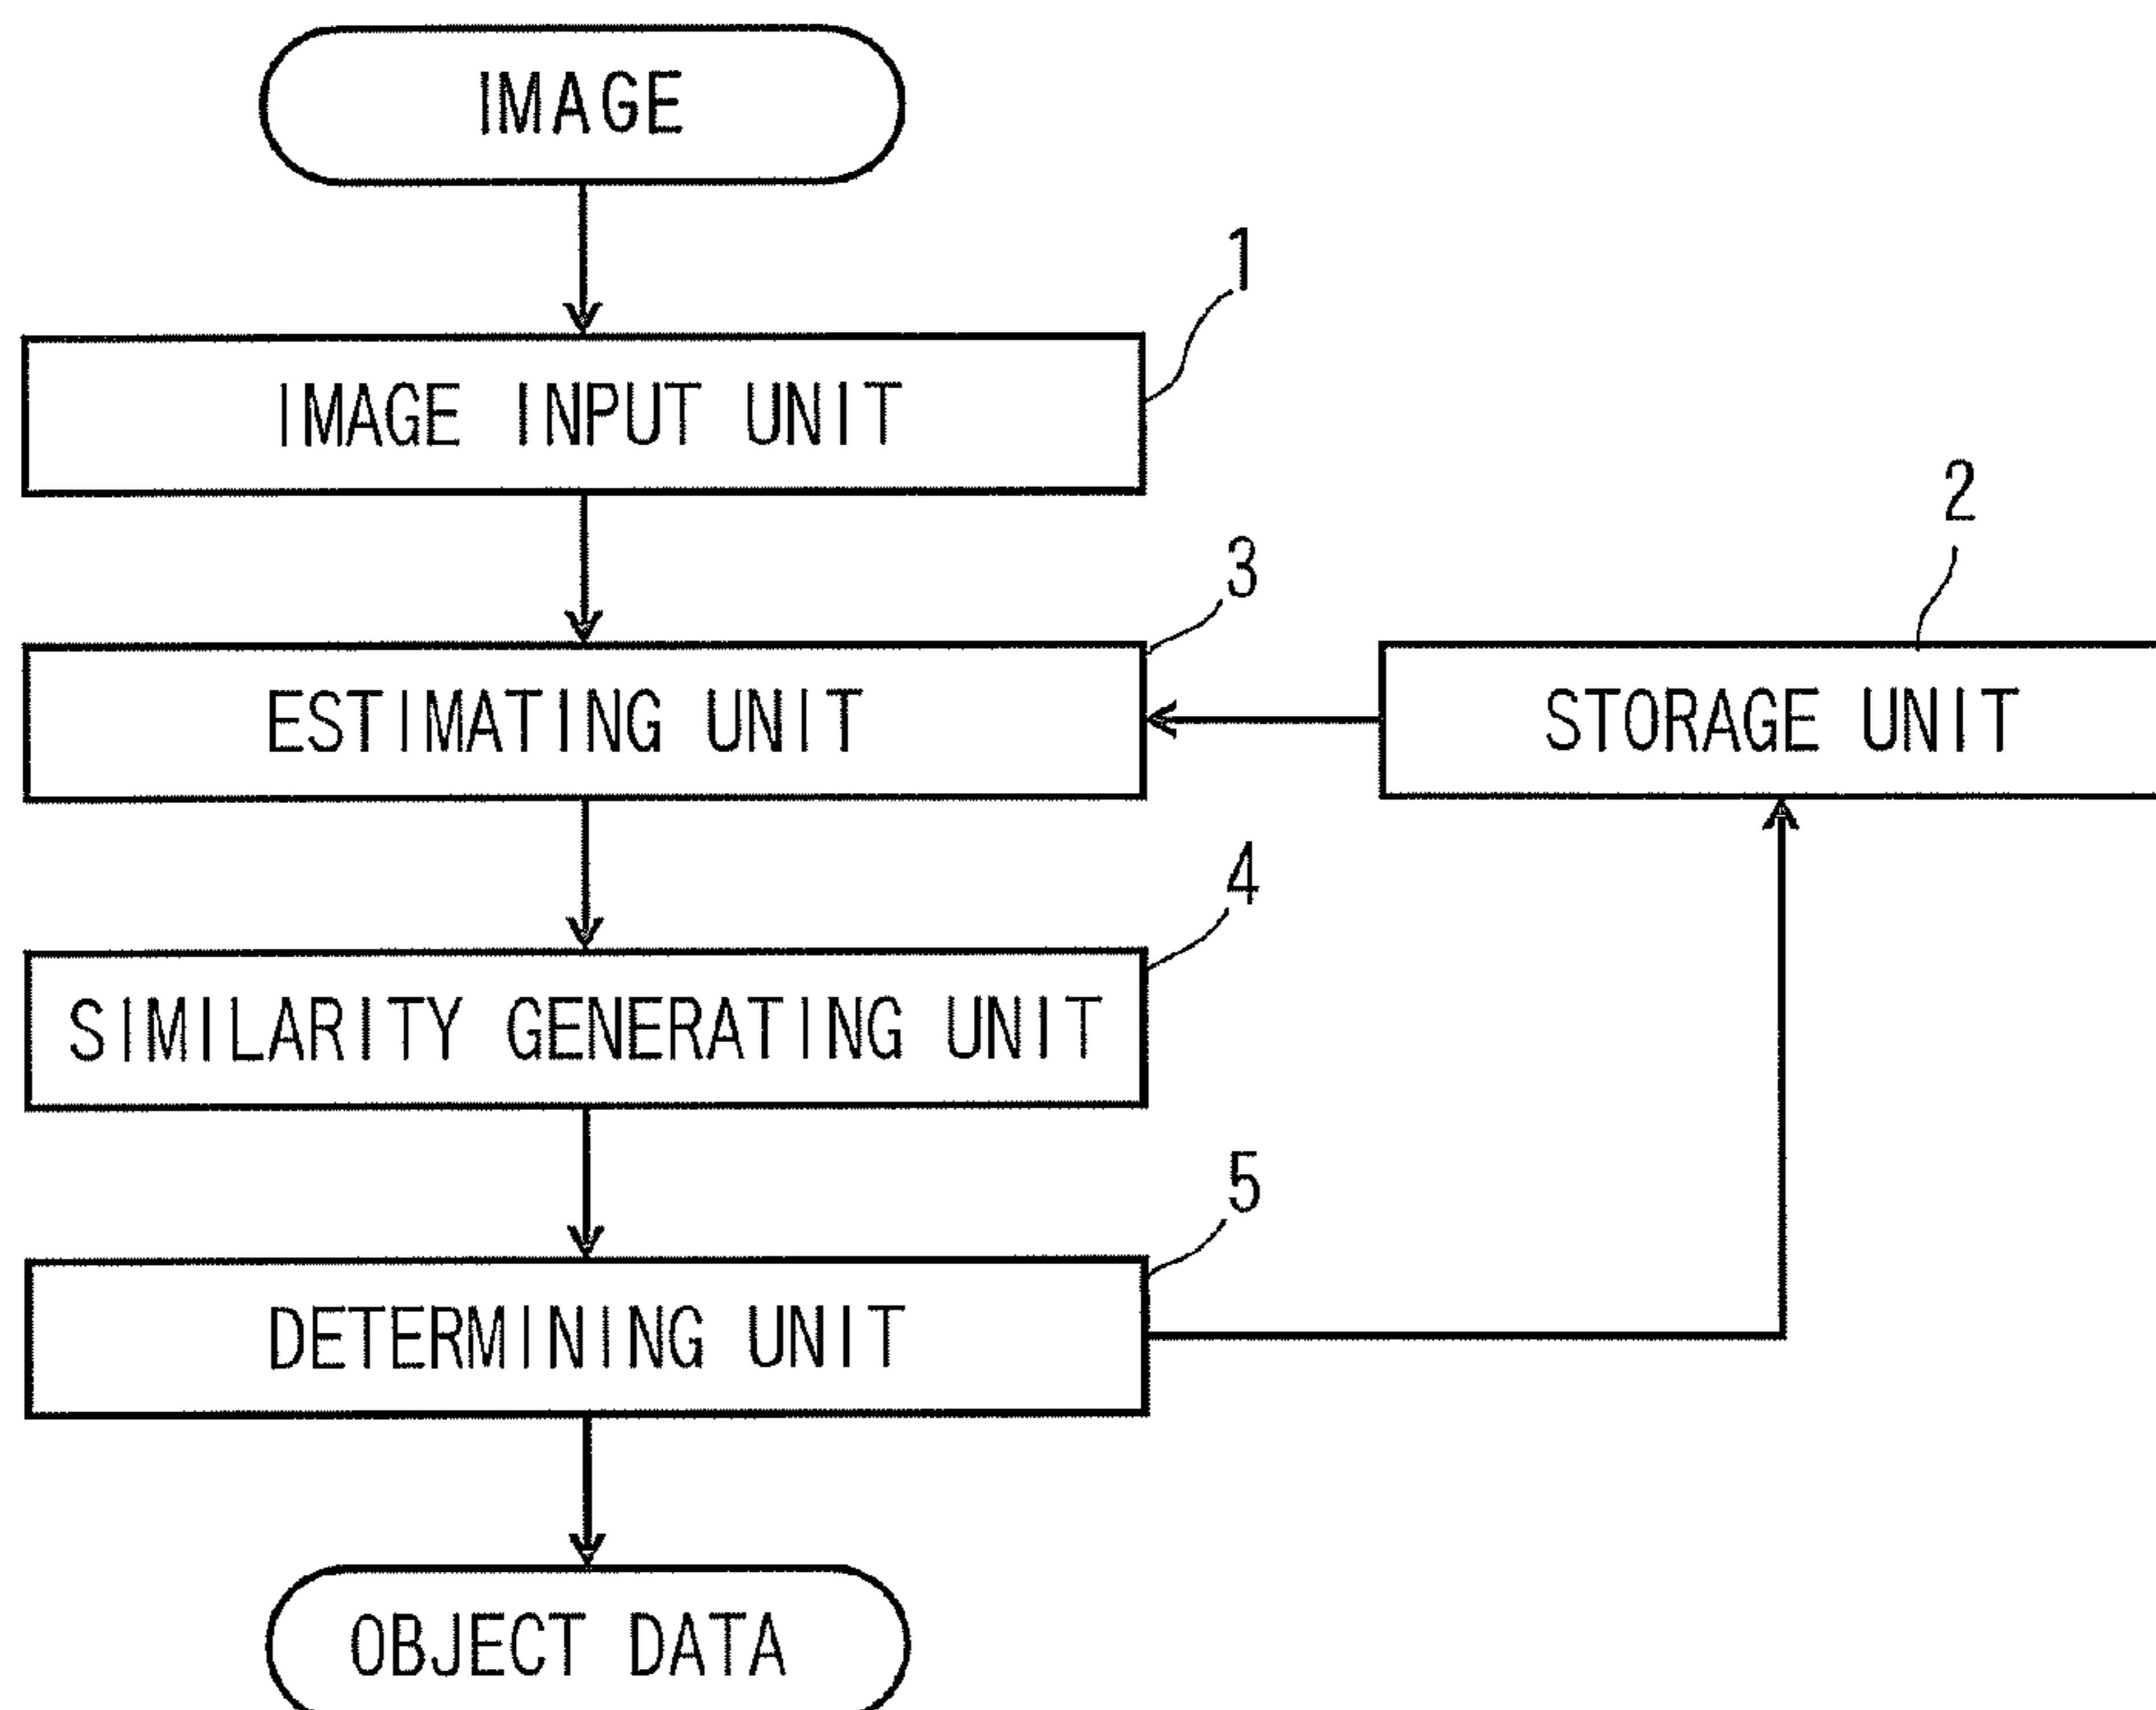 IMAGE
1
IMAGE INPUT UNIT
2
3
ESTIMATING UNIT
STORAGE UNIT
4
SIMILARITY GENERATING UNIT
5
DETERMINING UNIT
OBJECT DATA